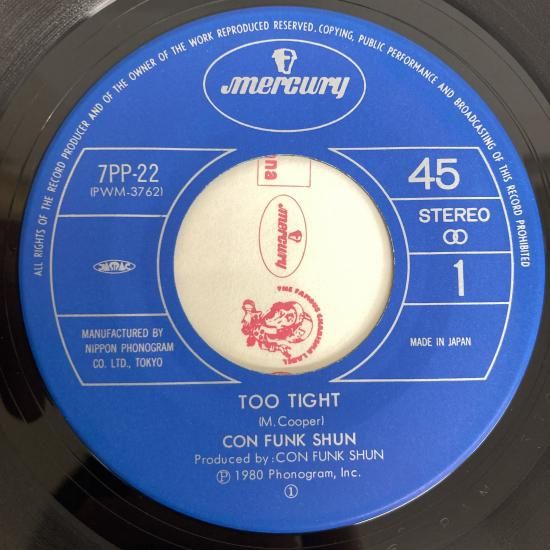 ALL RIGHTS OF THE RECORD PRODUCER AND OF THE OWNER OF THE WORK REPRODUCED RESERVED. COPYING, PUBLIC PERFORMANCE AND BROADCASTING OF THIS RECORD PROHIBITED
mercury
7PP-22
(PWM-3762)
45
STEREO
1
MANUFACTURED BY
NIPPON PHONOGRAM
CO. LTD., TOKYO
MADE IN JAPAN
mercury
THE FAMOUS CHARISMA LABEL
TOO TIGHT
(M. Cooper)
CON FUNK SHUN
Produced by : CON FUNK SHUN
Ⓟ 1980 Phonogram, Inc.
①